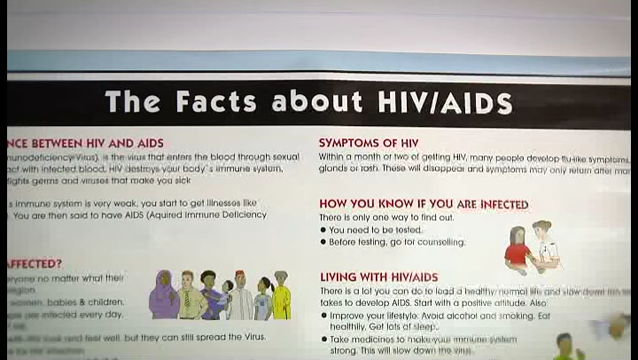 The Facts about HIV/AIDS
NCE BETWEEN HIV AND AIDS
munodeficiency Virus), is the virus that enters the blood through sexual
act with infected blood. HIV destroys your body's immune system,
fights germs and viruses that make you sick
s immune system is very weak, you start to get illnesses like
. You are then said to have AIDS (Aquired Immune Deficiency
AFFECTED?
eryone no matter what their
women, babies & children.
infected every day.
feel well, but they can still spread the Virus.
SYMPTOMS OF HIV
Within a month or two of getting HIV, many people develop flu-like symptoms,
glands or rash. These will disappear and symptoms may only return after man
HOW YOU KNOW IF YOU ARE INFECTED
There is only one way to find out.
● You need to be tested.
● Before testing, go for counselling.
LIVING WITH HIV/AIDS
There is a lot you can do to lead a healthy, normal life and slow down
takes to develop AIDS. Start with a positive attitude. Also:
● Improve your lifestyle: Avoid alcohol and smoking. Eat
healthily. Get lots of sleep.
● Take medicines to make your immune system
strong. This will slow down the virus.